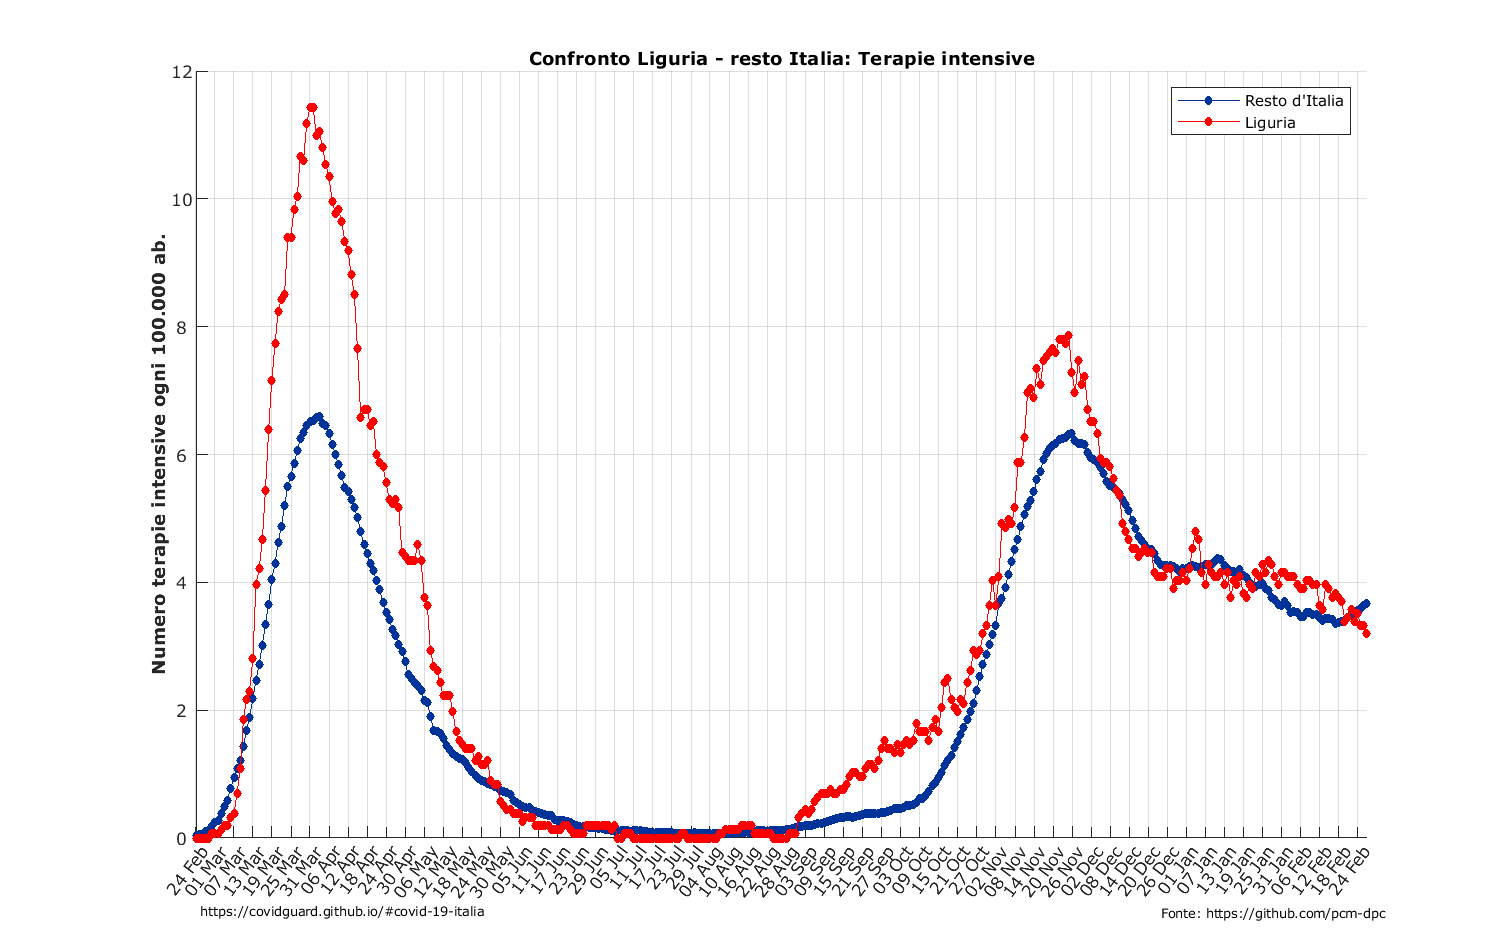 Confronto Liguria - resto Italia: Terapie intensive
Resto d'Italia
Liguria
Numero terapie intensive ogni 100.000 ab.
12
10
8
6
4
2
0
24 Feb
01 Mar
07 Mar
13 Mar
19 Mar
25 Mar
31 Mar
06 Apr
12 Apr
18 Apr
24 Apr
30 Apr
06 May
12 May
18 May
24 May
30 May
05 Jun
11 Jun
17 Jun
23 Jun
29 Jun
05 Jul
11 Jul
17 Jul
23 Jul
29 Jul
04 Aug
10 Aug
16 Aug
22 Aug
28 Aug
03 Sep
09 Sep
15 Sep
21 Sep
27 Sep
03 Oct
09 Oct
15 Oct
21 Oct
27 Oct
02 Nov
08 Nov
14 Nov
20 Nov
26 Nov
02 Dec
08 Dec
14 Dec
20 Dec
26 Dec
01 Jan
07 Jan
13 Jan
19 Jan
25 Jan
31 Jan
06 Feb
12 Feb
18 Feb
24 Feb
https://covidguard.github.io/#covid-19-italia
Fonte: https://github.com/pcm-dpc